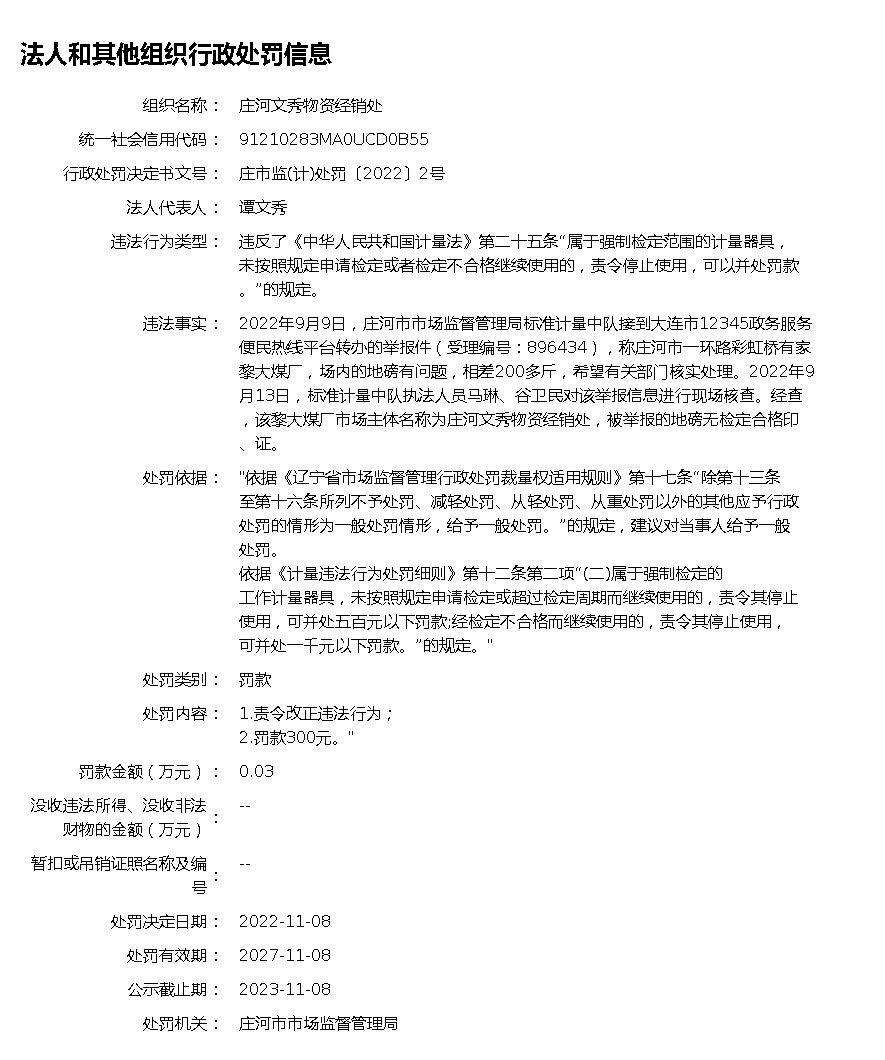 法人和其他组织行政处罚信息
组织名称： 庄河文秀物资经销处
统一社会信用代码： 91210283MA0UCD0B55
行政处罚决定书文号： 庄市监(计)处罚〔2022〕2号
法人代表人： 谭文秀
违法行为类型： 违反了《中华人民共和国计量法》第二十五条“属于强制检定范围的计量器具，
未按照规定申请检定或者检定不合格继续使用的，责令停止使用，可以并处罚款
。”的规定。
违法事实： 2022年9月9日，庄河市市场监督管理局标准计量中队接到大连市12345政务服务
便民热线平台转办的举报件（受理编号：896434），称庄河市一环路彩虹桥有家
黎大煤厂，场内的地磅有问题，相差200多斤，希望有关部门核实处理。2022年9
月13日，标准计量中队执法人员马琳、谷卫民对该举报信息进行现场核查。经查
，该黎大煤厂市场主体名称为庄河文秀物资经销处，被举报的地磅无检定合格印
、证。
处罚依据： "依据《辽宁省市场监督管理行政处罚裁量权适用规则》第十七条“除第十三条
至第十六条所列不予处罚、减轻处罚、从轻处罚、从重处罚以外的其他应予行政
处罚的情形为一般处罚情形，给予一般处罚。”的规定，建议对当事人给予一般
处罚。
依据《计量违法行为处罚细则》第十二条第二项“(二)属于强制检定的
工作计量器具，未按照规定申请检定或超过检定周期而继续使用的，责令其停止
使用，可并处五百元以下罚款;经检定不合格而继续使用的，责令其停止使用，
可并处一千元以下罚款。”的规定。"
处罚类别： 罚款
处罚内容： 1.责令改正违法行为；
2.罚款300元。"
罚款金额（万元）： 0.03
没收违法所得、没收非法
财物的金额（万元）： --
暂扣或吊销证照名称及编
号： --
处罚决定日期： 2022-11-08
处罚有效期： 2027-11-08
公示截止期： 2023-11-08
处罚机关： 庄河市市场监督管理局